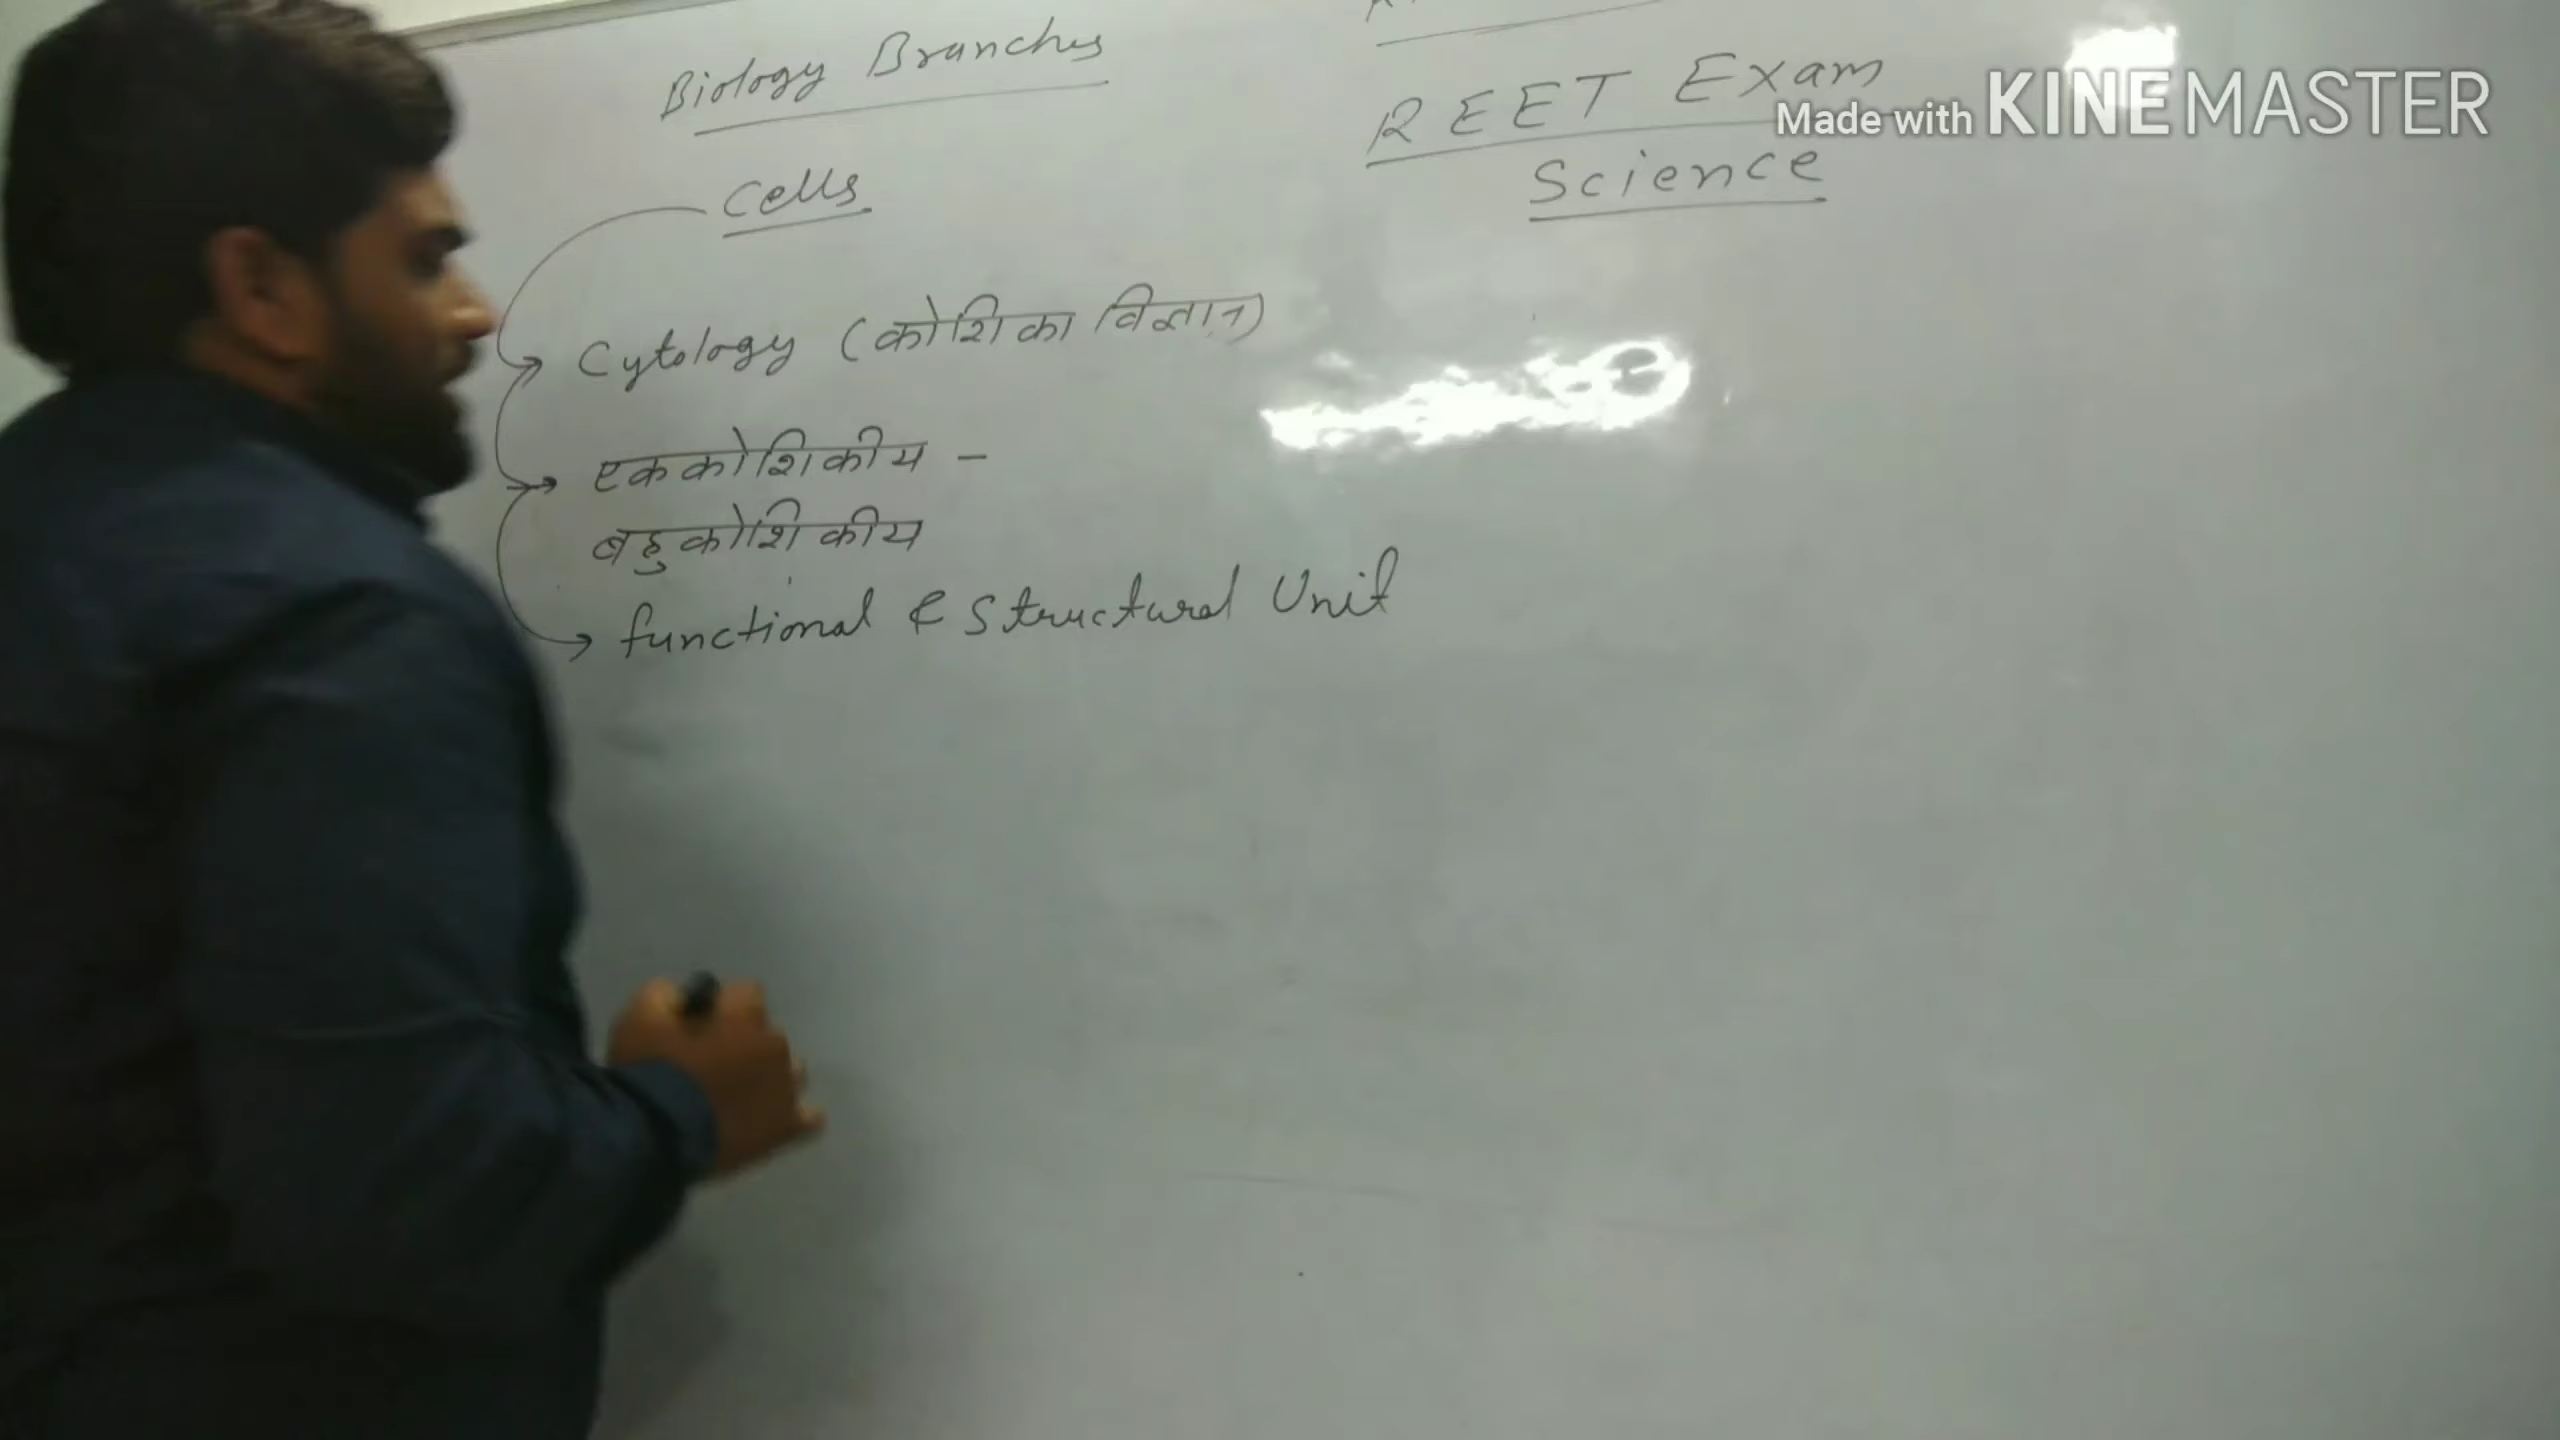 Biology Branches
Cells
Cytology (कोशिका विज्ञान)
एककोशिकीय -
बहुकोशिकीय
functional & Structural Unit
REET Exam
Science
Made with KINEMASTER